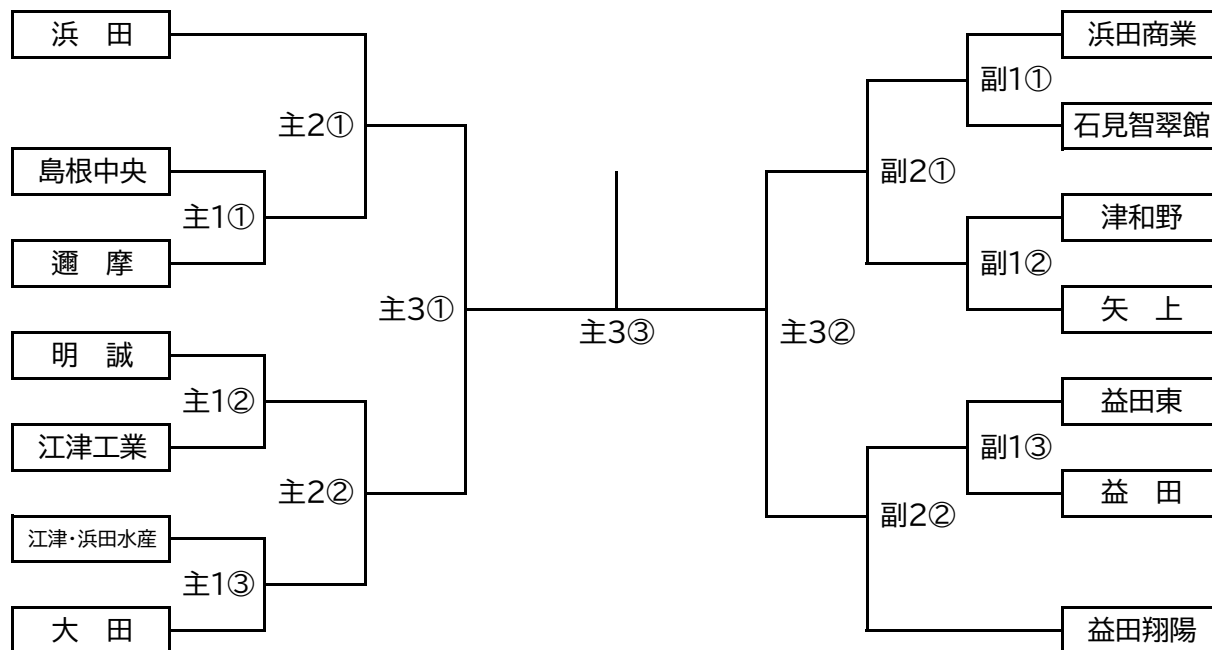 浜　田
主2①
島根中央
主1①
邇　摩
主3①
明　誠
主1②
江津工業
主2②
江津・浜田水産
主1③
大　田
主3③
浜田商業
副1①
石見智翠館
副2①
津和野
副1②
矢　上
主3②
益田東
副1③
益　田
副2②
益田翔陽